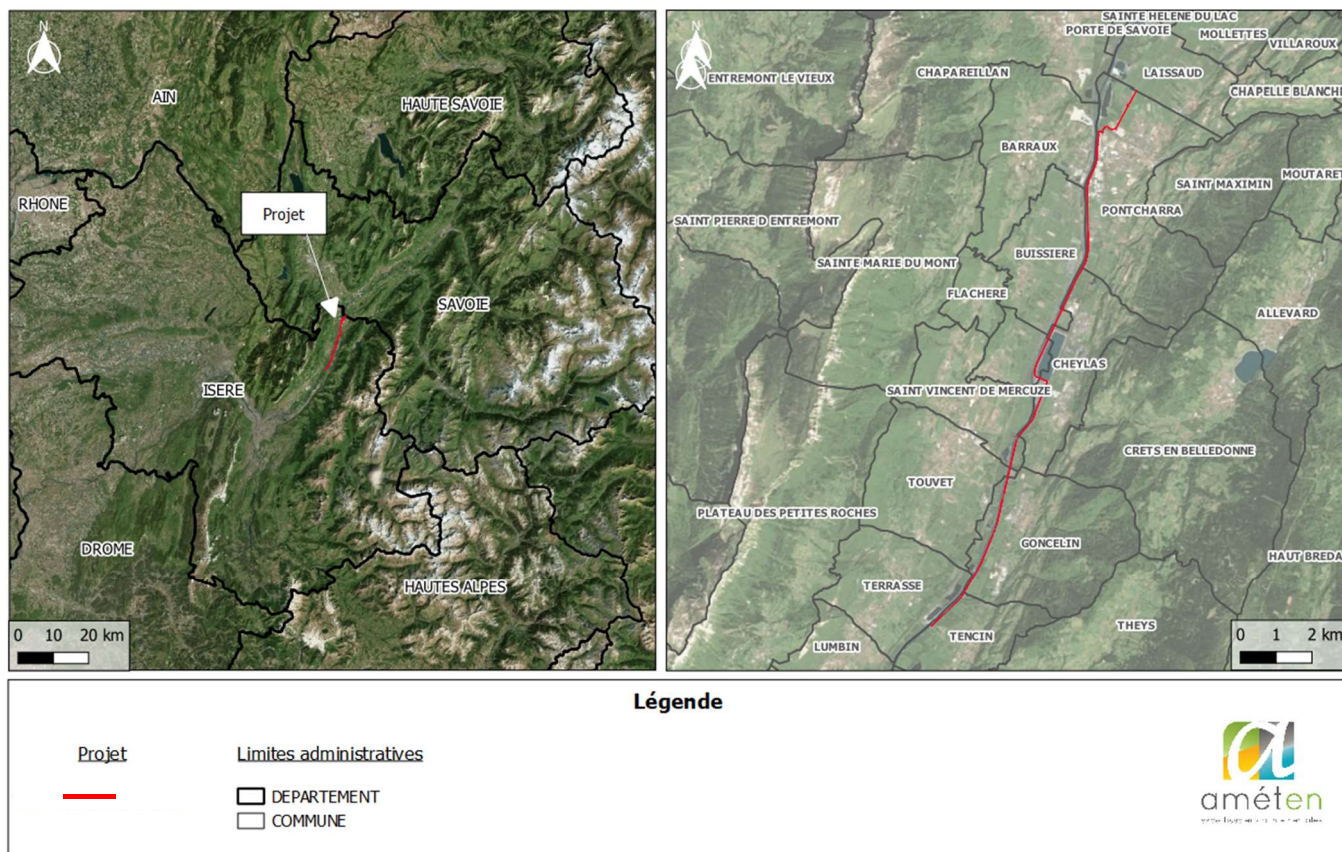 N
AIN
HAUTE SAVOIE
RHONE
Projet
SAVOIE
ISERE
DROME
HAUTES ALPES
0 10 20 km
N
SAINTE HELENE DU LAC
PORTE DE SAVOIE
MOLLETTES
VILLAROUX
ENTREMONT LE VIEUX
CHAPAREILLAN
LAISSAUD
CHAPELLE BLANCHE
BARRAUX
MOUTARET
SAINT MAXIMIN
SAINT PIERRE D ENTREMONT
PONTCHARRA
SAINTE MARIE DU MONT
BUISSIERE
FLACHERE
ALLEVARD
CHEYLAS
SAINT VINCENT DE MERCUZE
CRETS EN BELLEDONNE
TOUVET
PLATEAU DES PETITES ROCHES
GONCELIN
HAUT BREDA
TERRASSE
THEYS
TENCIN
LUMBIN
0 1 2 km
Légende
Projet
Limites administratives
DEPARTEMENT
COMMUNE
améten